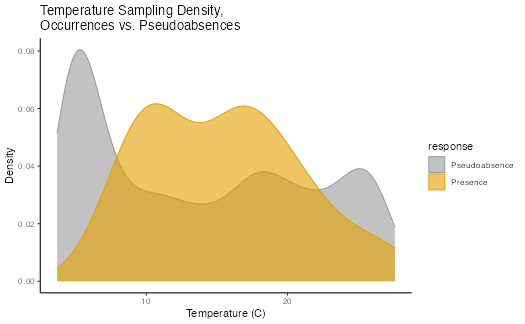 Temperature Sampling Density,
Occurrences vs. Pseudoabsences
Density
0.08
0.06
0.04
0.02
0.00
10
20
Temperature (C)
response
Pseudoabsence
Presence